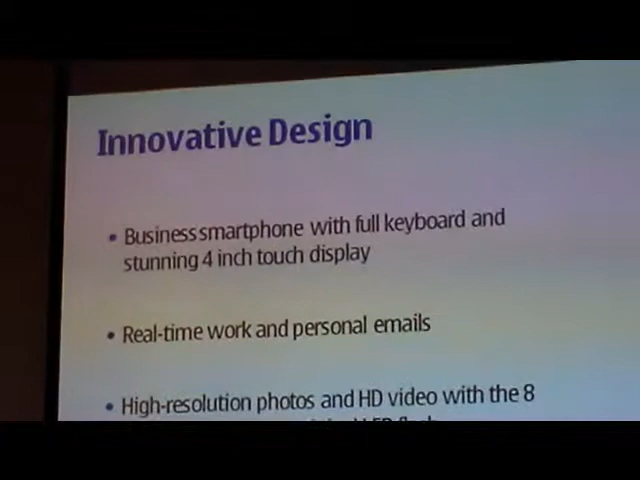 Innovative Design
• Business smartphone with full keyboard and
stunning 4 inch touch display
• Real-time work and personal emails
• High-resolution photos and HD video with the 8